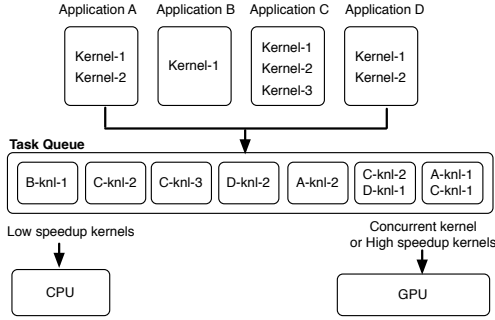 Application A
Application B
Application C
Application D
Kernel-1
Kernel-2
Kernel-1
Kernel-1
Kernel-2
Kernel-3
Kernel-1
Kernel-2
Task Queue
B-knl-1
C-knl-2
C-knl-3
D-knl-2
A-knl-2
C-knl-2
D-knl-1
A-knl-1
C-knl-1
Low speedup kernels
Concurrent kernel
or High speedup kernels
CPU
GPU